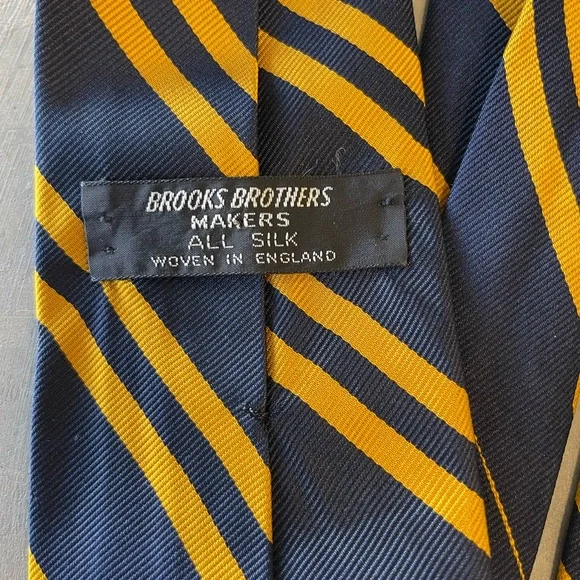 BROOKS BROTHERS
MAKERS
ALL SILK
WOVEN IN ENGLAND